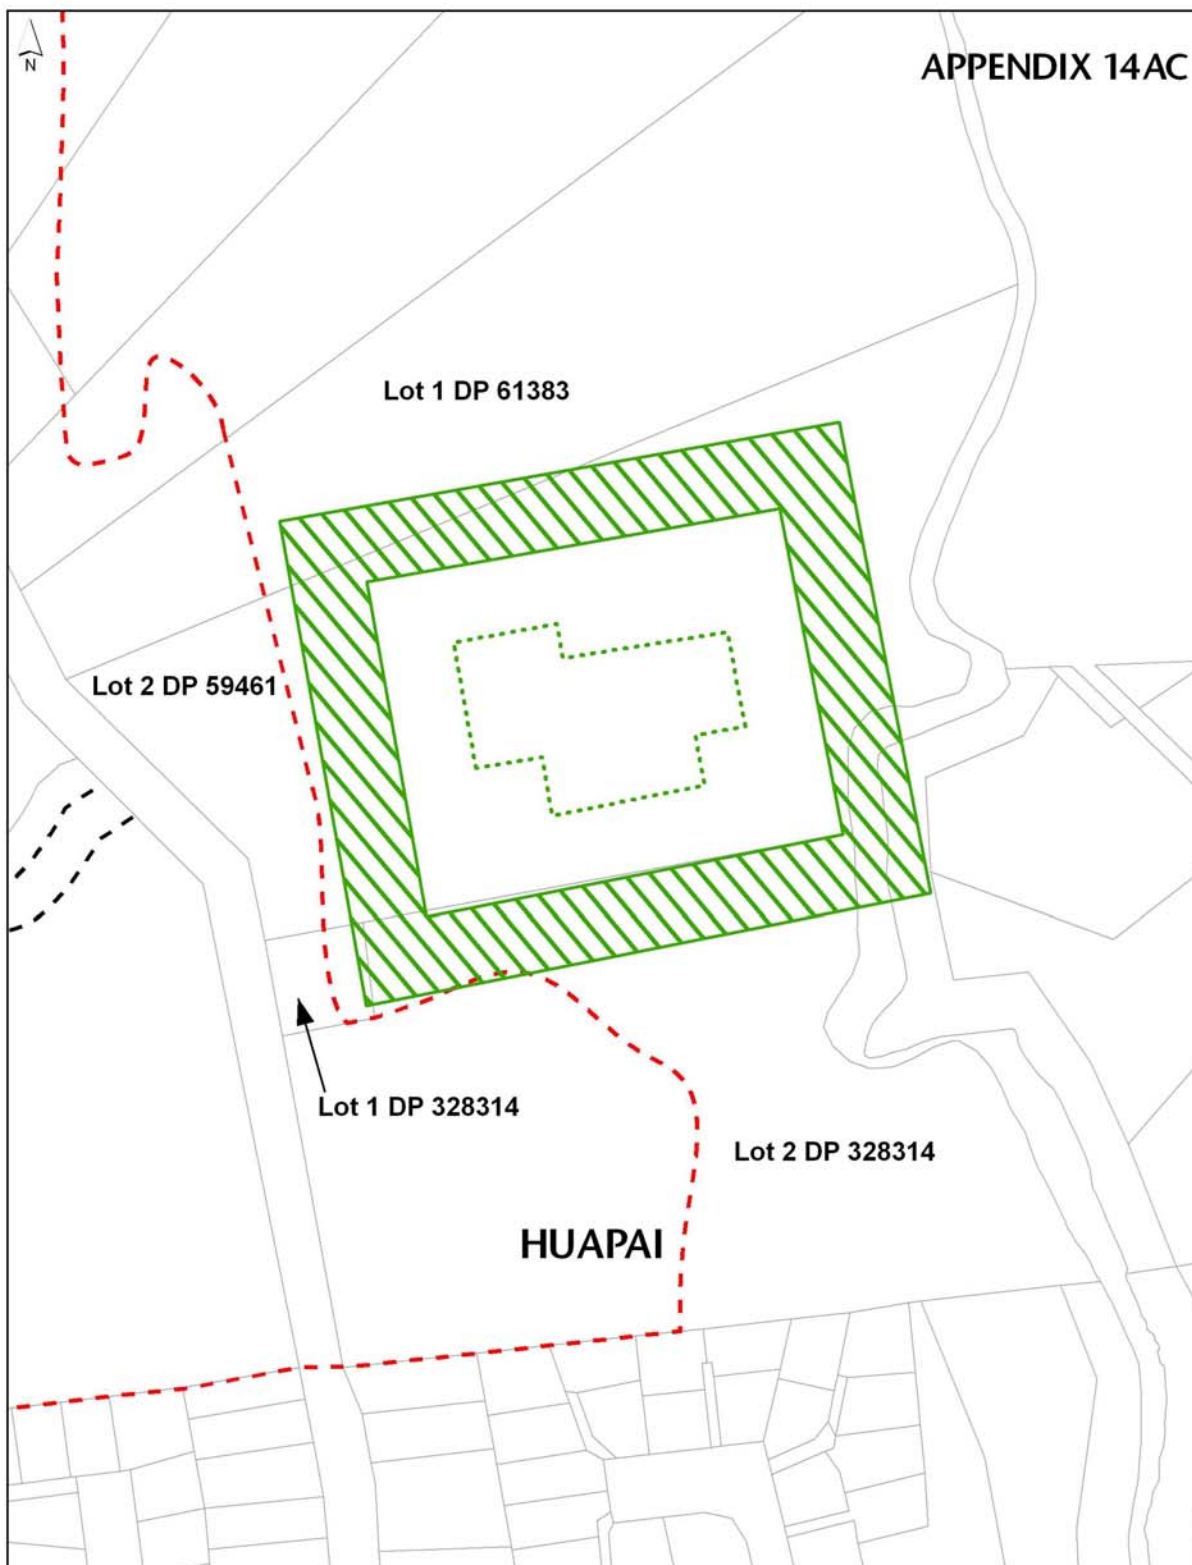 N
APPENDIX 14AC
Lot 1 DP 61383
Lot 2 DP 59461
Lot 1 DP 328314
Lot 2 DP 328314
HUAPAI